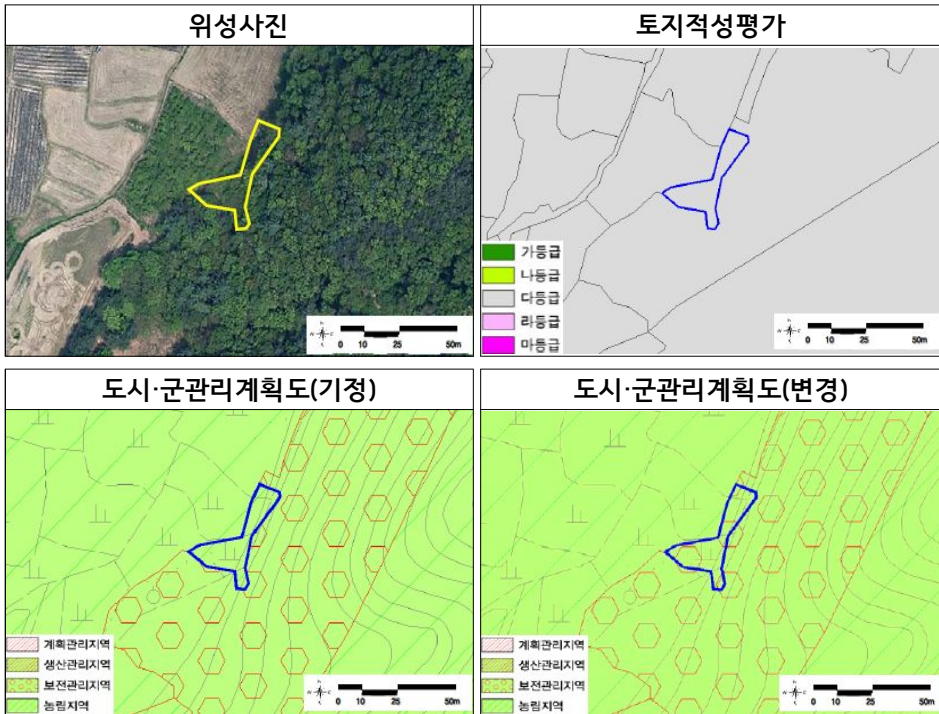 위성사진
토지적성평가
N
0 10 25 50m
가등급
나등급
다등급
라등급
마등급
0 10 25 50m
도시·군관리계획도(기정)
도시·군관리계획도(변경)
계획관리지역
생산관리지역
보전관리지역
농림지역
0 10 25 50m
계획관리지역
생산관리지역
보전관리지역
농림지역
0 10 25 50m